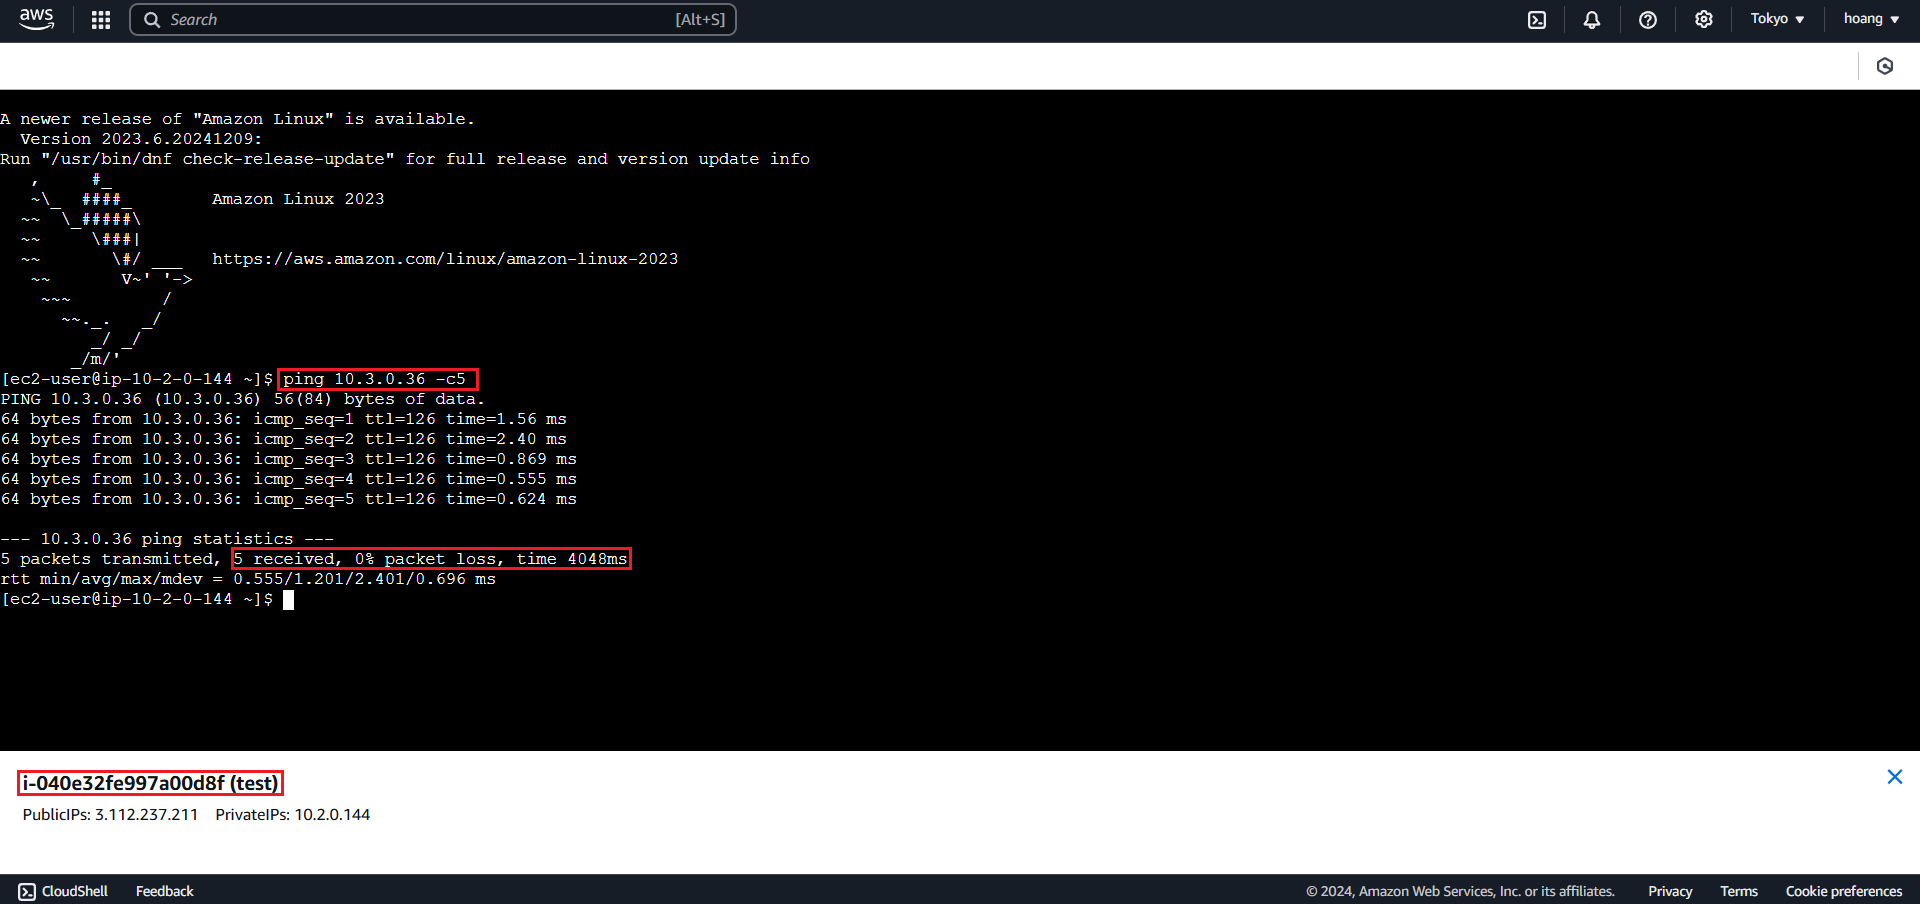 aws
Search [Alt+S]
Tokyo ▼ hoang ▼
A newer release of "Amazon Linux" is available.
  Version 2023.6.20241209:
Run "/usr/bin/dnf check-release-update" for full release and version update info
   ,     #_
   ~\_  ####_        Amazon Linux 2023
  ~~  \_#####\
  ~~     \###|
  ~~       \#/ ___   https://aws.amazon.com/linux/amazon-linux-2023
   ~~       V~' '->
    ~~~         /
      ~~._.   _/
         _/ _/
       _/m/'
[ec2-user@ip-10-2-0-144 ~]$ ping 10.3.0.36 -c5
PING 10.3.0.36 (10.3.0.36) 56(84) bytes of data.
64 bytes from 10.3.0.36: icmp_seq=1 ttl=126 time=1.56 ms
64 bytes from 10.3.0.36: icmp_seq=2 ttl=126 time=2.40 ms
64 bytes from 10.3.0.36: icmp_seq=3 ttl=126 time=0.869 ms
64 bytes from 10.3.0.36: icmp_seq=4 ttl=126 time=0.555 ms
64 bytes from 10.3.0.36: icmp_seq=5 ttl=126 time=0.624 ms
--- 10.3.0.36 ping statistics ---
5 packets transmitted, 5 received, 0% packet loss, time 4048ms
rtt min/avg/max/mdev = 0.555/1.201/2.401/0.696 ms
[ec2-user@ip-10-2-0-144 ~]$
i-040e32fe997a00d8f (test)
PublicIPs: 3.112.237.211 PrivateIPs: 10.2.0.144
CloudShell Feedback © 2024, Amazon Web Services, Inc. or its affiliates. Privacy Terms Cookie preferences